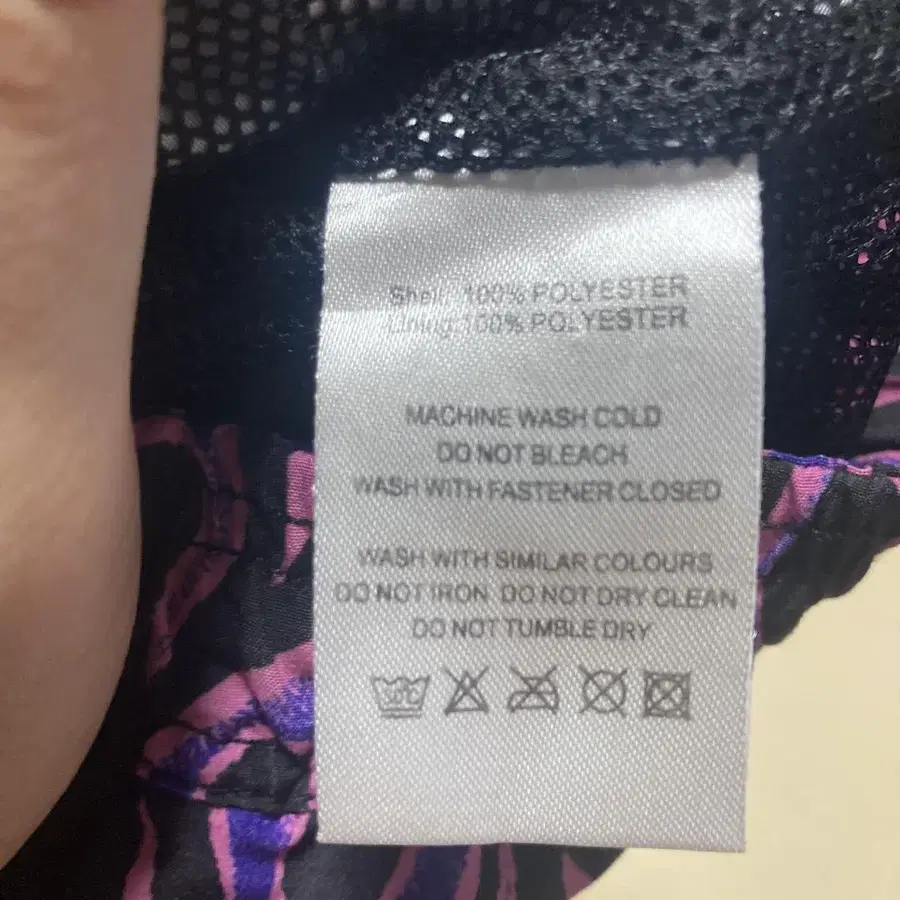 Shell: 100% POLYESTER
Lining:100% POLYESTER
MACHINE WASH COLD
DO NOT BLEACH
WASH WITH FASTENER CLOSED
WASH WITH SIMILAR COLOURS
DO NOT IRON DO NOT DRY CLEAN
DO NOT TUMBLE DRY